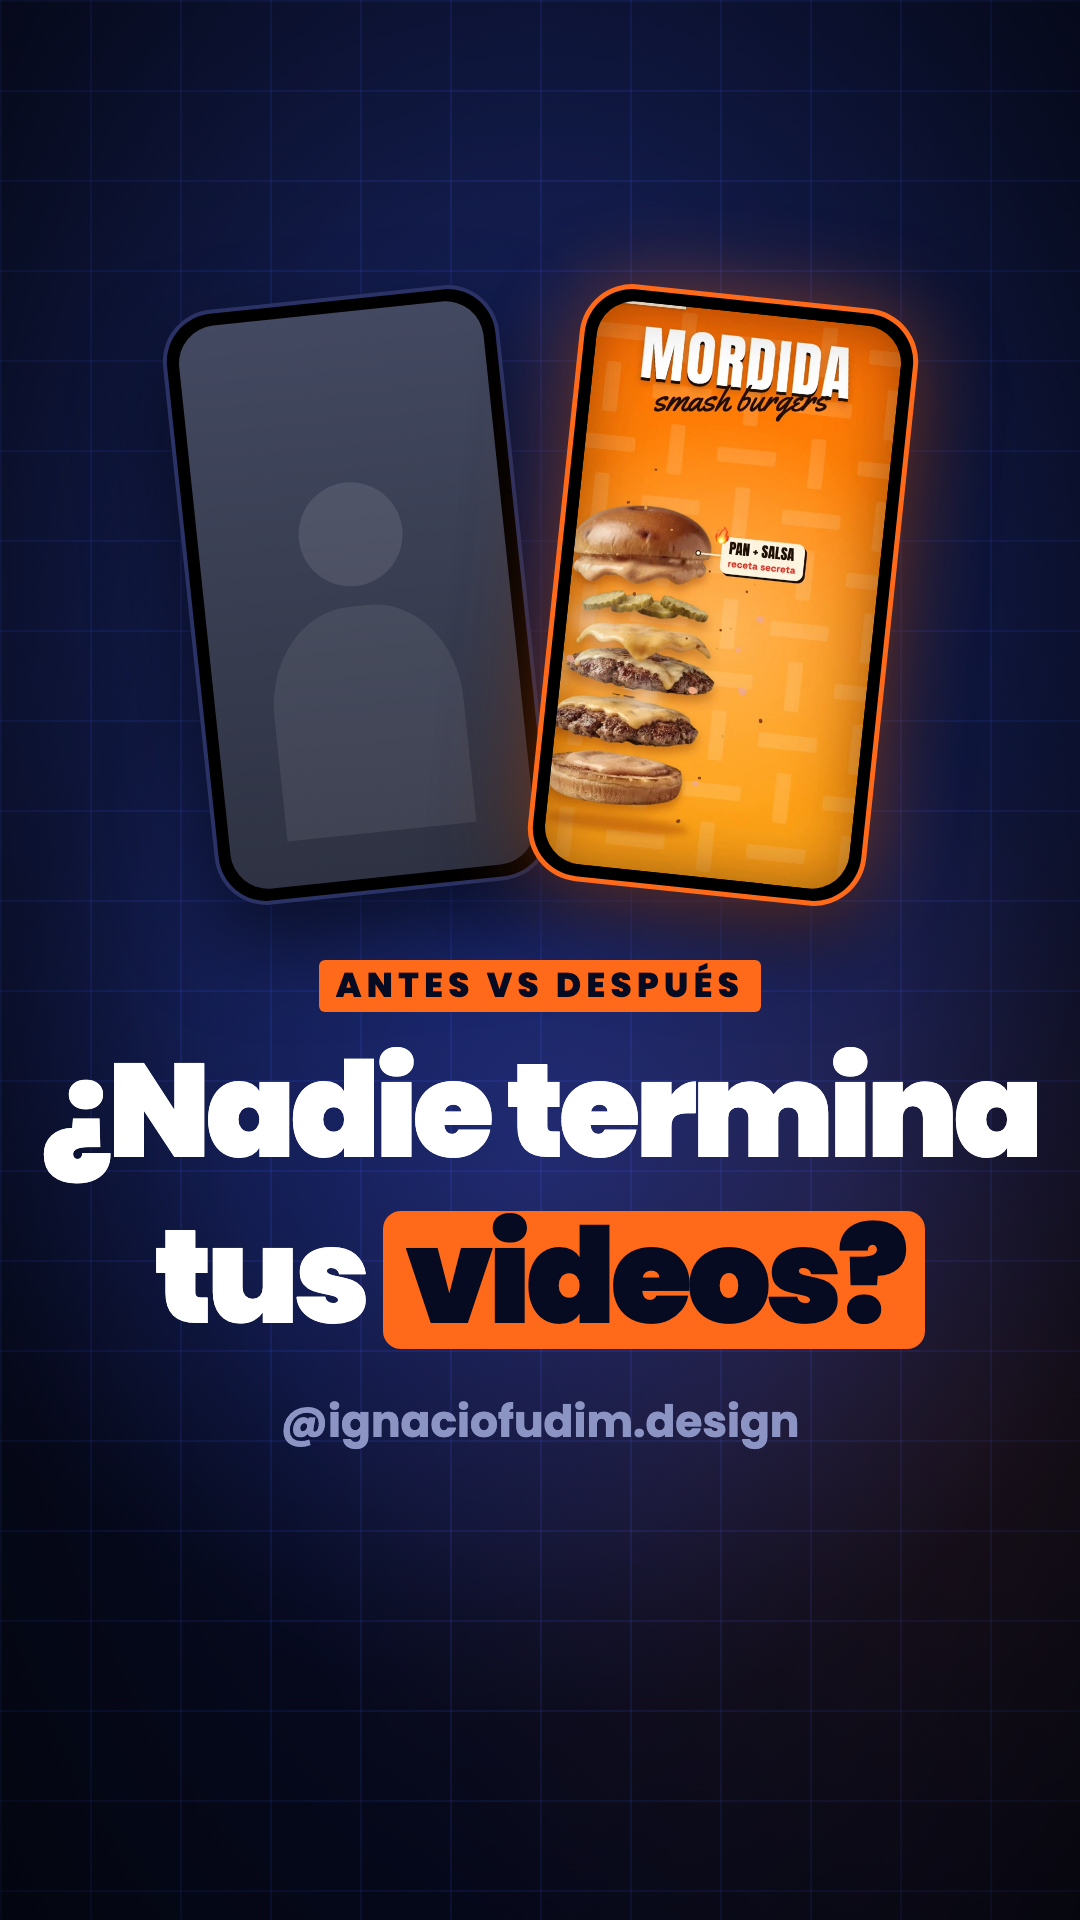 MORDIDA
smash burgers
PAN + SALSA
receta secreta
ANTES VS DESPUÉS
¿Nadie termina
tus videos?
@ignaciofudim.design